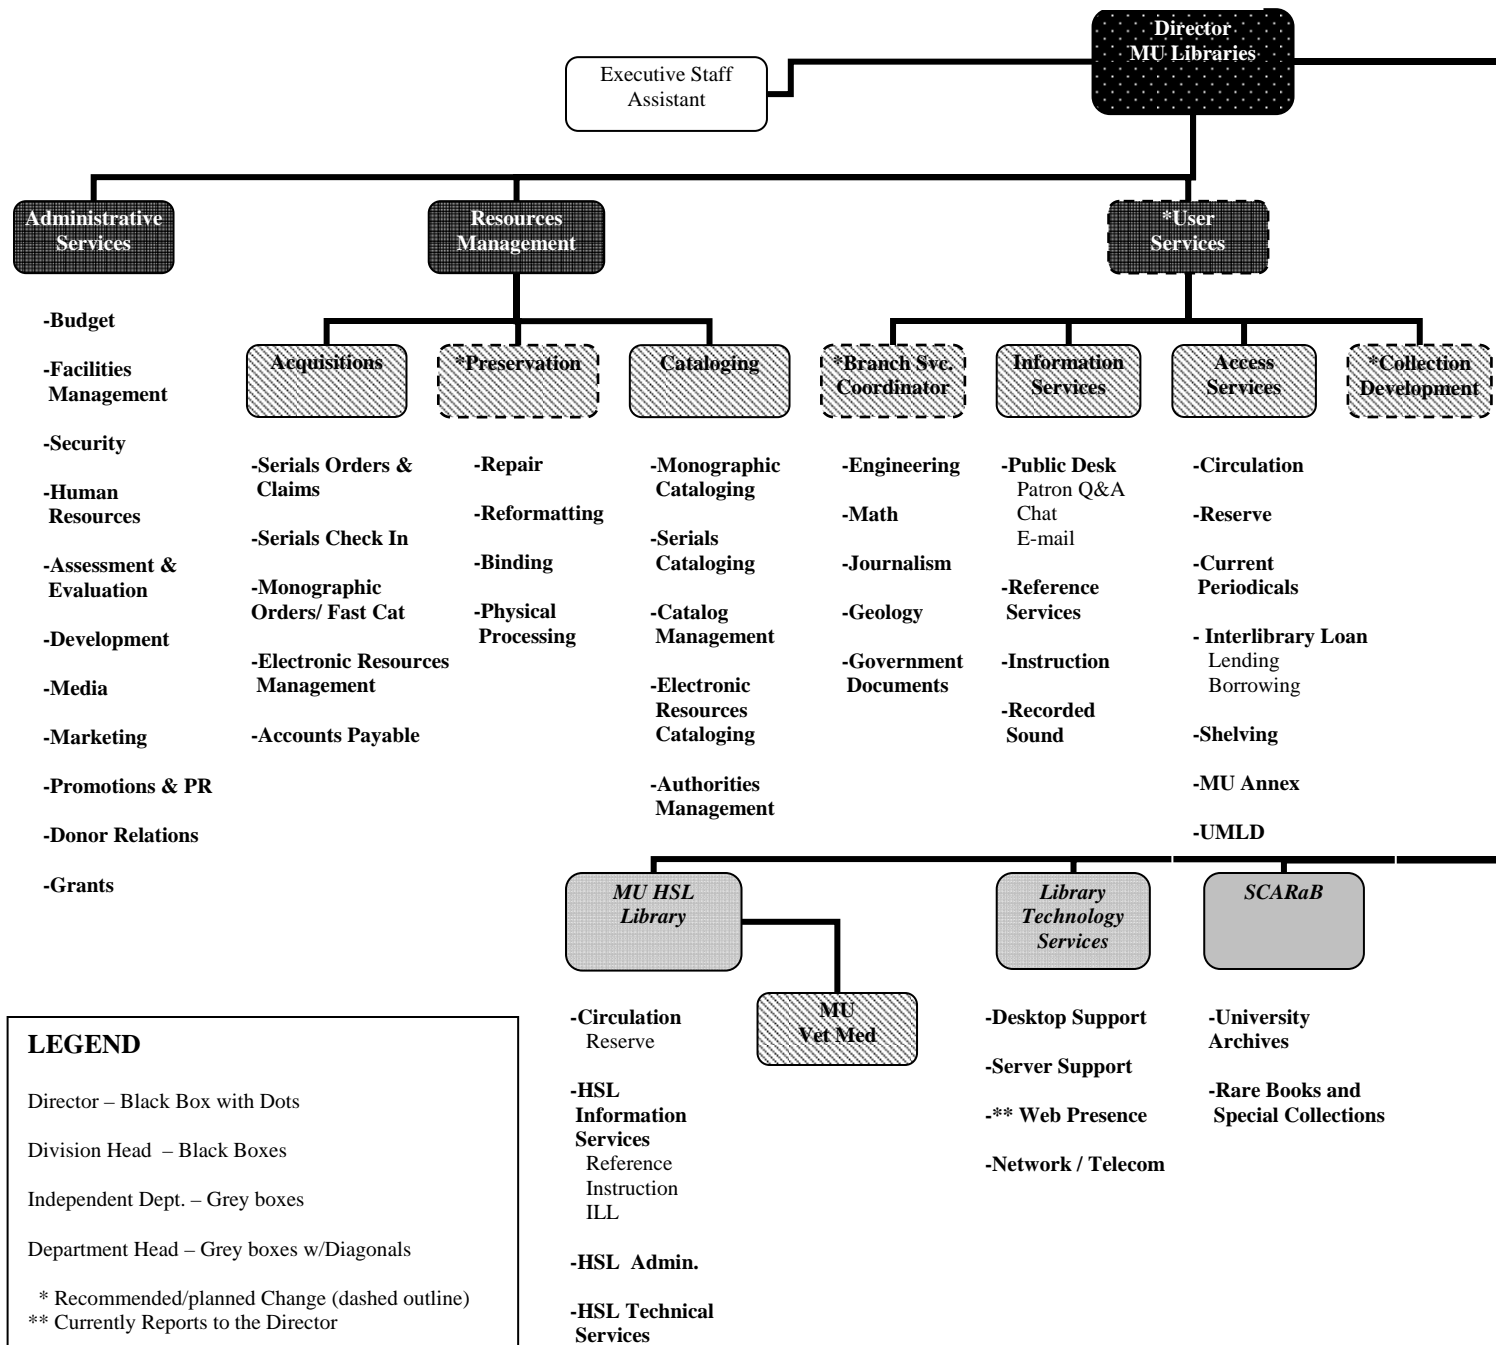 Director
MU Libraries
Executive Staff
Assistant
Administrative
Services
-Budget
-Facilities
Management
-Security
-Human
Resources
-Assessment &
Evaluation
-Development
-Media
-Marketing
-Promotions & PR
-Donor Relations
-Grants
Resources
Management
Acquisitions
-Serials Orders &
Claims
-Serials Check In
-Monographic
Orders/ Fast Cat
-Electronic Resources
Management
-Accounts Payable
*Preservation
-Repair
-Reformatting
-Binding
-Physical
Processing
Cataloging
-Monographic
Cataloging
-Serials
Cataloging
-Catalog
Management
-Electronic
Resources
Cataloging
-Authorities
Management
*User
Services
*Branch Svc.
Coordinator
-Engineering
-Math
-Journalism
-Geology
-Government
Documents
Information
Services
-Public Desk
Patron Q&A
Chat
E-mail
-Reference
Services
-Instruction
-Recorded
Sound
Access
Services
-Circulation
-Reserve
-Current
Periodicals
- Interlibrary Loan
Lending
Borrowing
-Shelving
-MU Annex
-UMLD
*Collection
Development
MU HSL
Library
-Circulation
Reserve
-HSL
Information
Services
Reference
Instruction
ILL
-HSL Admin.
-HSL Technical
Services
MU
Vet Med
Library
Technology
Services
-Desktop Support
-Server Support
-** Web Presence
-Network / Telecom
SCARaB
-University
Archives
-Rare Books and
Special Collections
LEGEND
Director – Black Box with Dots
Division Head – Black Boxes
Independent Dept. – Grey boxes
Department Head – Grey boxes w/Diagonals
* Recommended/planned Change (dashed outline)
** Currently Reports to the Director